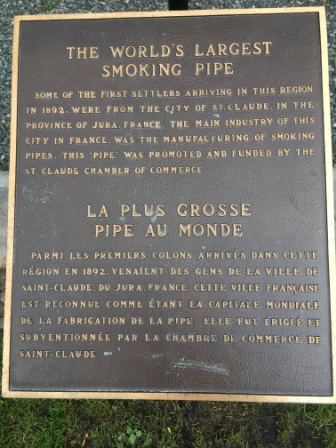 THE WORLD'S LARGEST
SMOKING PIPE
SOME OF THE FIRST SETTLERS ARRIVING IN THIS REGION
IN 1892, WERE FROM THE CITY OF ST. CLAUDE, IN THE
PROVINCE OF JURA, FRANCE. THE MAIN INDUSTRY OF THIS
CITY IN FRANCE, WAS THE MANUFACTURING OF SMOKING
PIPES. THIS "PIPE" WAS PROMOTED AND FUNDED BY THE
ST CLAUDE CHAMBER OF COMMERCE
LA PLUS GROSSE
PIPE AU MONDE
PARMI LES PREMIERS COLONS ARRIVÉS DANS CETTE
RÉGION EN 1892, VENAIENT DES GENS DE LA VILLE DE
SAINT-CLAUDE, DU JURA, FRANCE. CETTE VILLE FRANÇAISE
EST RECONNUE COMME ÉTANT LA CAPITALE MONDIALE
DE LA FABRICATION DE LA PIPE. ELLE FUT ÉRIGÉE ET
SUBVENTIONNÉE PAR LA CHAMBRE DE COMMERCE DE
SAINT-CLAUDE